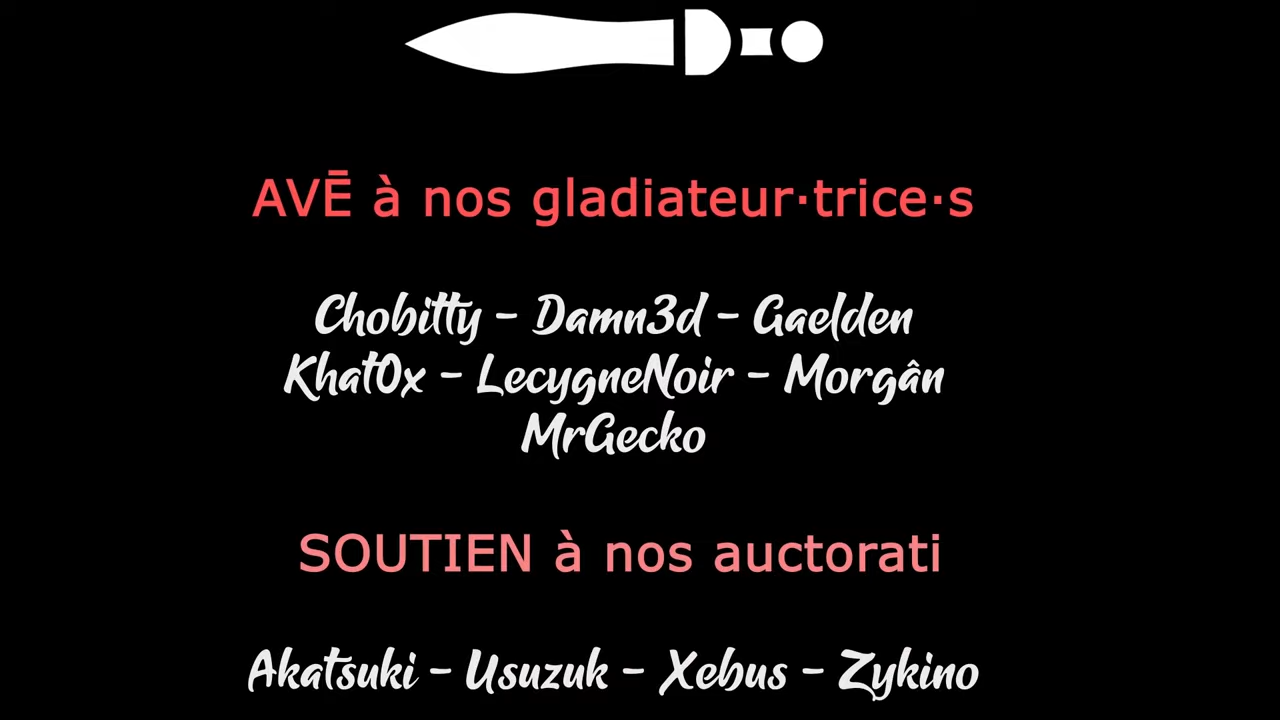 AVĒ à nos gladiateur·trice·s
Chobitty - Damn3d - Gaelden
Khat0x - LecygneNoir - Morgân
MrGecko
SOUTIEN à nos auctorati
Akatsuki - Usuzuk - Xebus - Zykino